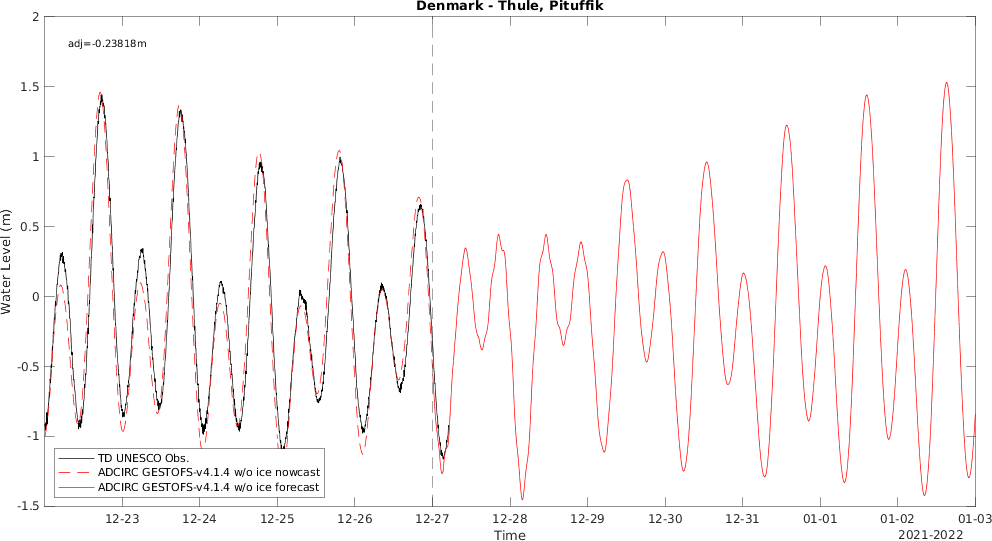 Denmark - Thule, Pituffik
adj=-0.23818m
Water Level (m)
2
1.5
1
0.5
0
-0.5
-1
-1.5
TD UNESCO Obs.
ADCIRC GESTOFS-v4.1.4 w/o ice nowcast
ADCIRC GESTOFS-v4.1.4 w/o ice forecast
12-23 12-24 12-25 12-26 12-27 12-28 12-29 12-30 12-31 01-01 01-02 01-03
Time
2021-2022